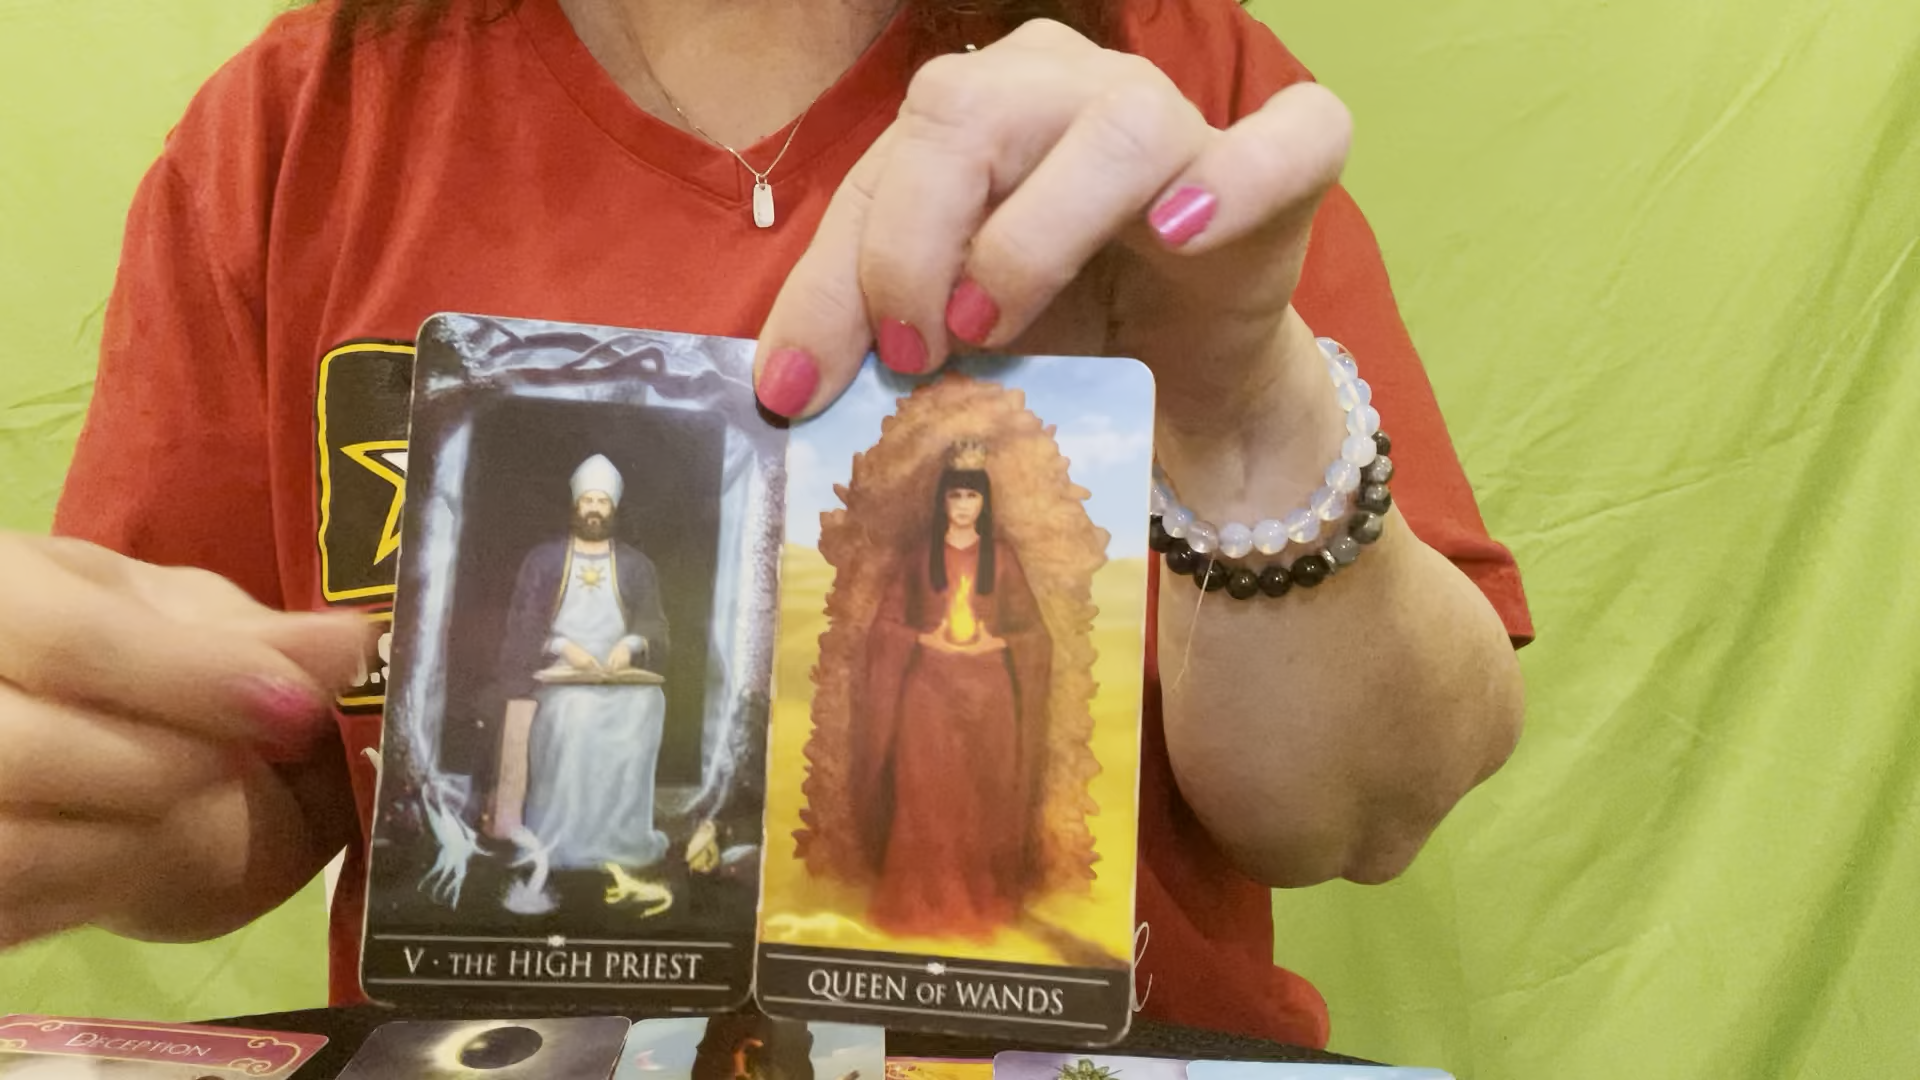 V · THE HIGH PRIEST
QUEEN OF WANDS
DECEPTION